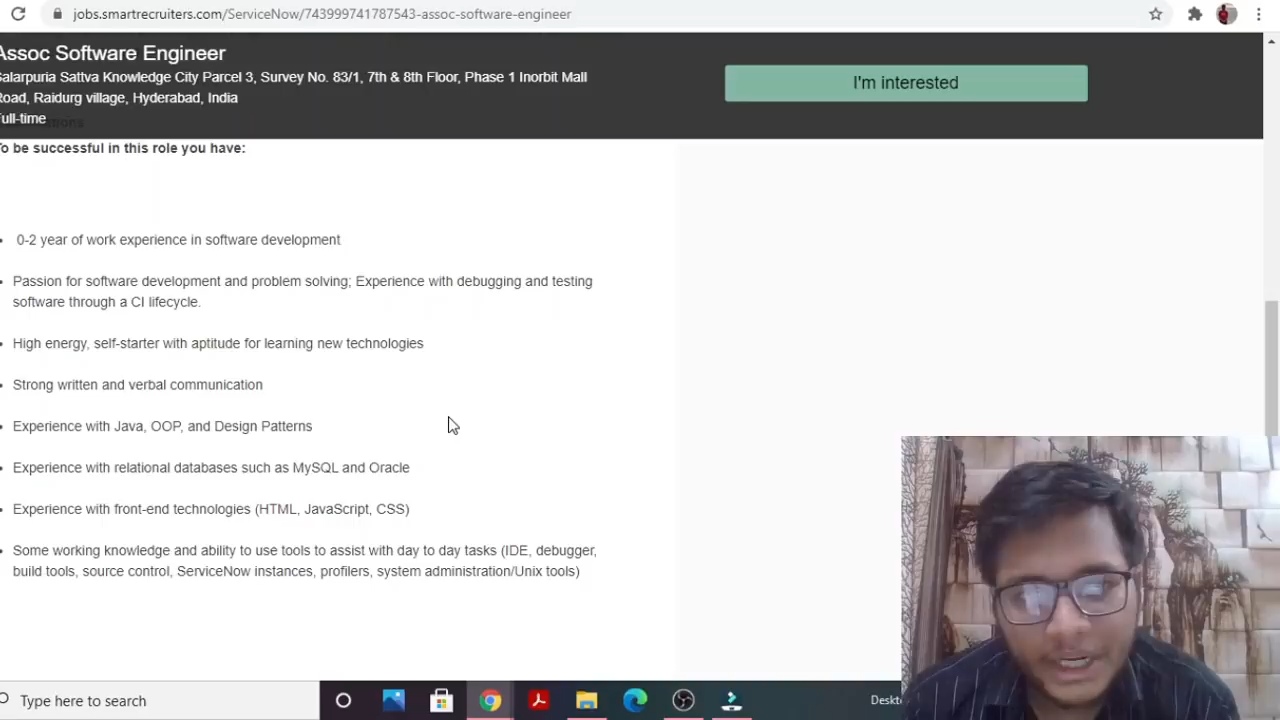 jobs.smartrecruiters.com/ServiceNow/743999741787543-assoc-software-engineer
Assoc Software Engineer
Salarpuria Sattva Knowledge City Parcel 3, Survey No. 83/1, 7th & 8th Floor, Phase 1 Inorbit Mall
Road, Raidurg village, Hyderabad, India
Full-time
I'm interested
To be successful in this role you have:
0-2 year of work experience in software development
Passion for software development and problem solving; Experience with debugging and testing
software through a CI lifecycle.
High energy, self-starter with aptitude for learning new technologies
Strong written and verbal communication
Experience with Java, OOP, and Design Patterns
Experience with relational databases such as MySQL and Oracle
Experience with front-end technologies (HTML, JavaScript, CSS)
Some working knowledge and ability to use tools to assist with day to day tasks (IDE, debugger,
build tools, source control, ServiceNow instances, profilers, system administration/Unix tools)
Type here to search
Deskto